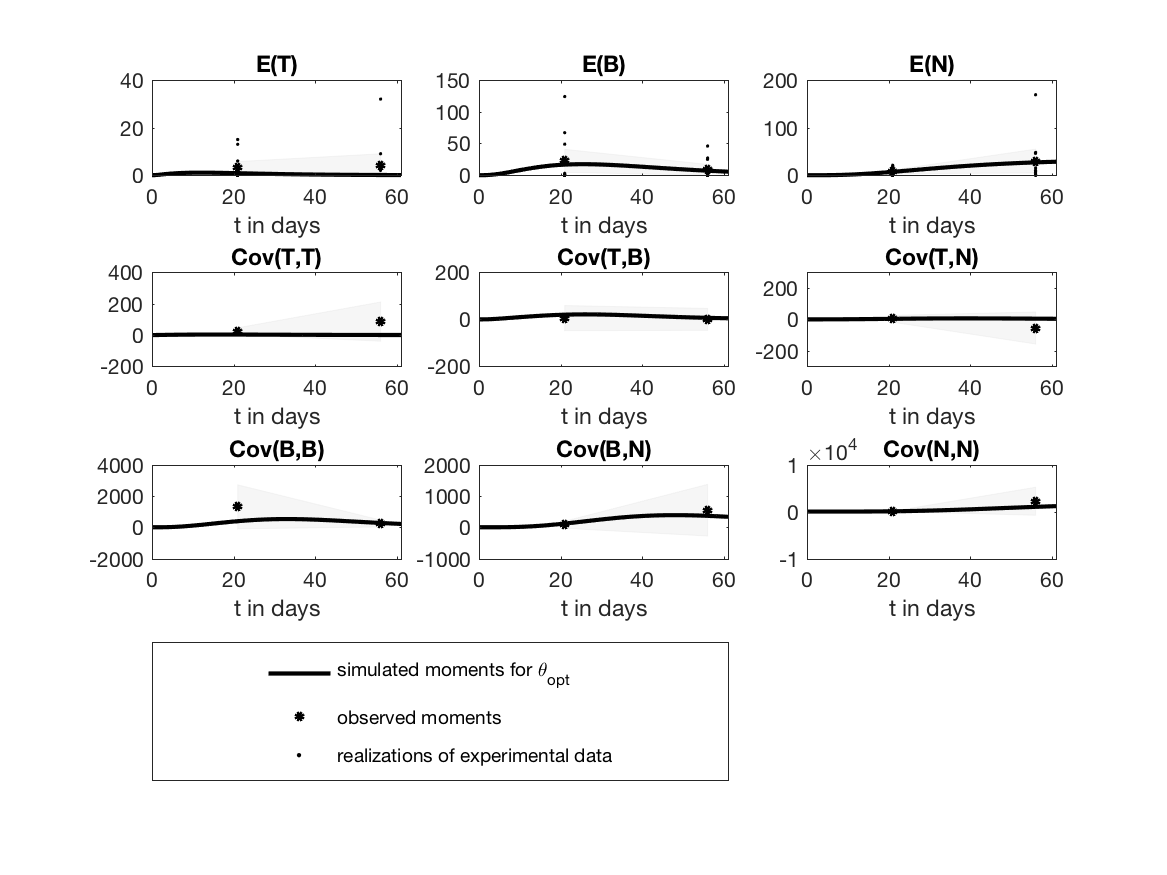 E(T) E(B) E(N)
40 150 200
20 100 100
50
0 0 0
0 20 40 60 0 20 40 60 0 20 40 60
t in days t in days t in days
Cov(T,T) Cov(T,B) Cov(T,N)
400 200 200
200 0 0
0 -200
-200 -200
0 20 40 60 0 20 40 60 0 20 40 60
t in days t in days t in days
Cov(B,B) Cov(B,N) ×10⁴ Cov(N,N)
4000 2000 1
2000 1000 0
0 0
-2000 -1000 -1
0 20 40 60 0 20 40 60 0 20 40 60
t in days t in days t in days
simulated moments for θopt
observed moments
realizations of experimental data